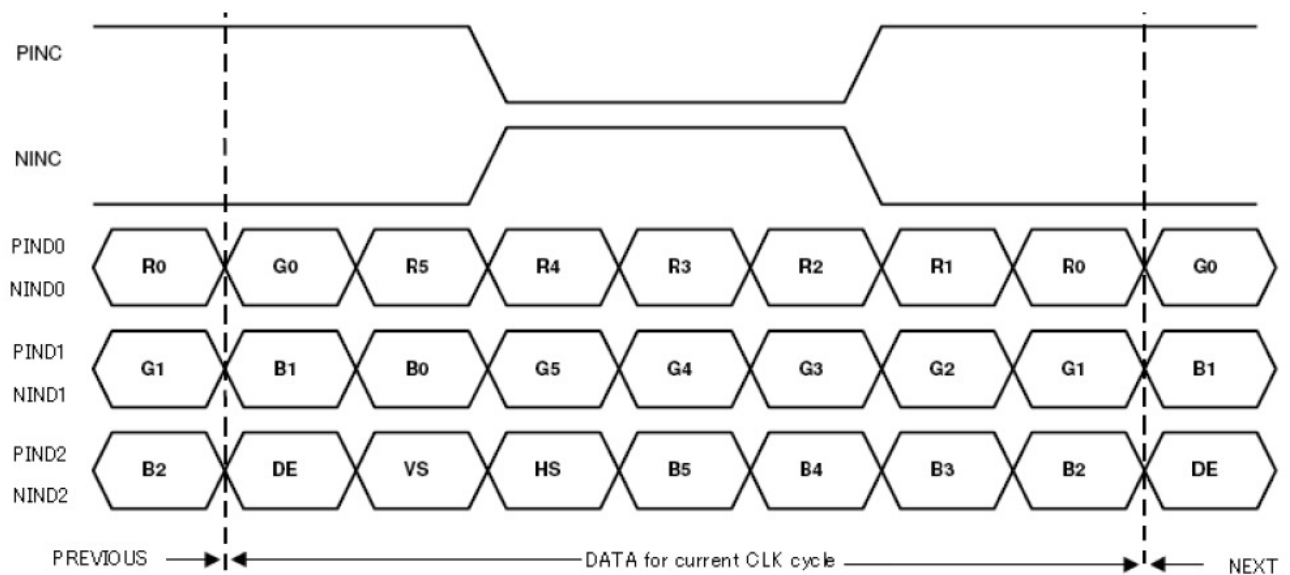 PINC
NINC
PIND0
R0 G0 R5 R4 R3 R2 R1 R0 G0
NIND0
PIND1
G1 B1 B0 G5 G4 G3 G2 G1 B1
NIND1
PIND2
B2 DE VS HS B5 B4 B3 B2 DE
NIND2
PREVIOUS DATA for current CLK cycle NEXT